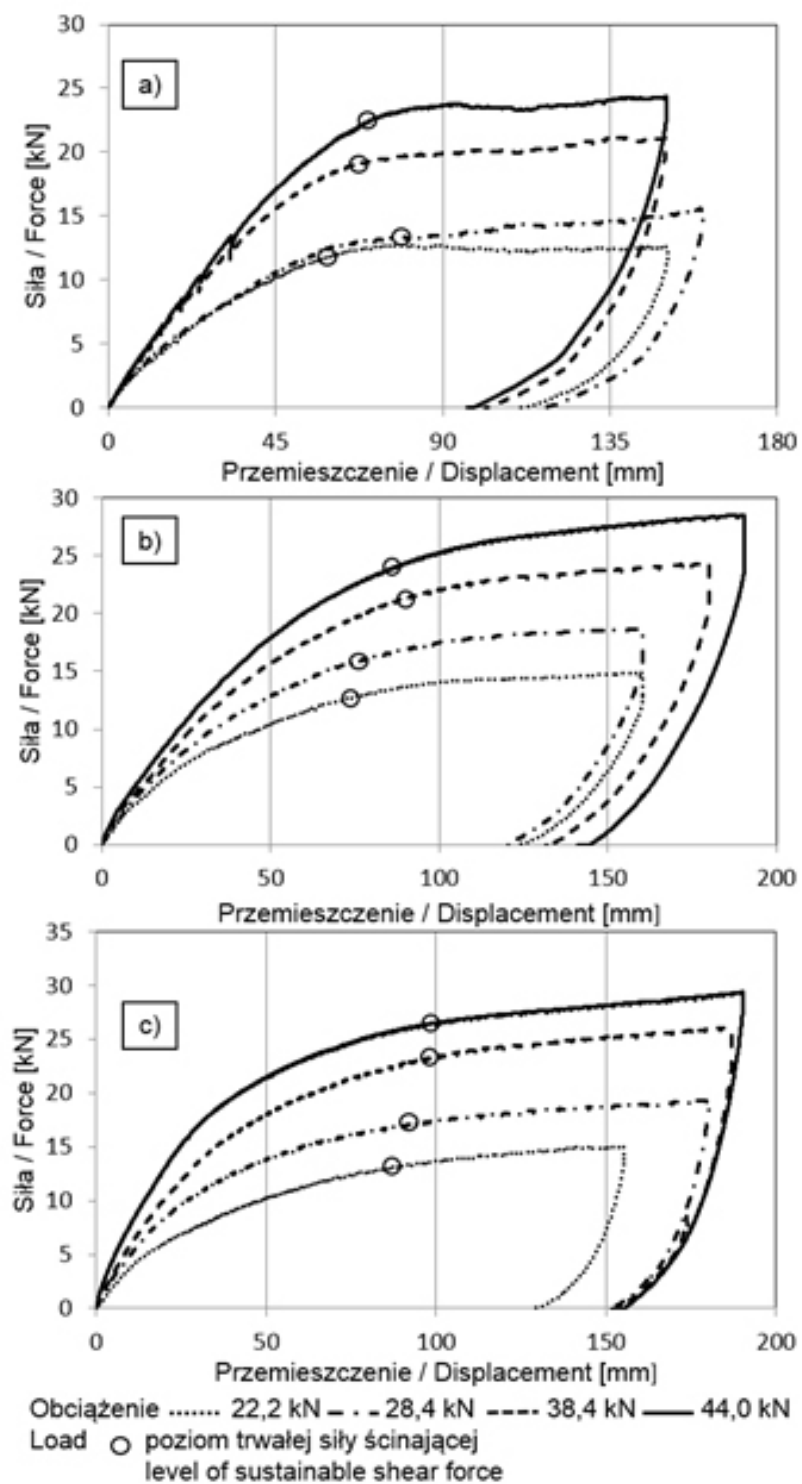 30
25
20
15
10
5
0
a)
Siła / Force [kN]
0 45 90 135 180
Przemieszczenie / Displacement [mm]
30
25
20
15
10
5
0
b)
Siła / Force [kN]
0 50 100 150 200
Przemieszczenie / Displacement [mm]
35
30
25
20
15
10
5
0
c)
Siła / Force [kN]
0 50 100 150 200
Przemieszczenie / Displacement [mm]
Obciążenie 22,2 kN 28,4 kN 38,4 kN 44,0 kN
Load poziom trwałej siły ścinającej
level of sustainable shear force